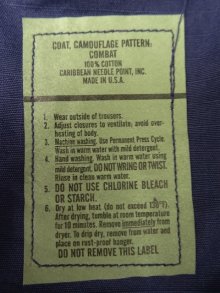 COAT, CAMOUFLAGE PATTERN:
COMBAT
100% COTTON
CARIBBEAN NEEDLE POINT, INC.
MADE IN U.S.A.
1. Wear outside of trousers.
2. Adjust closures to ventilate; avoid over-
heating of body.
3. Machine washing. Use Permanent Press Cycle.
Wash in warm water with mild detergent.
4. Hand washing. Wash in warm water using
mild detergent. DO NOT WRING OR TWIST.
Rinse in clean warm water.
5. DO NOT USE CHLORINE BLEACH
OR STARCH.
6. Dry at low heat (do not exceed 130°F).
After drying, tumble at room temperature
for 10 minutes. Remove immediately from
dryer. To drip dry, remove from water and
place on rust-proof hanger.
DO NOT REMOVE THIS LABEL